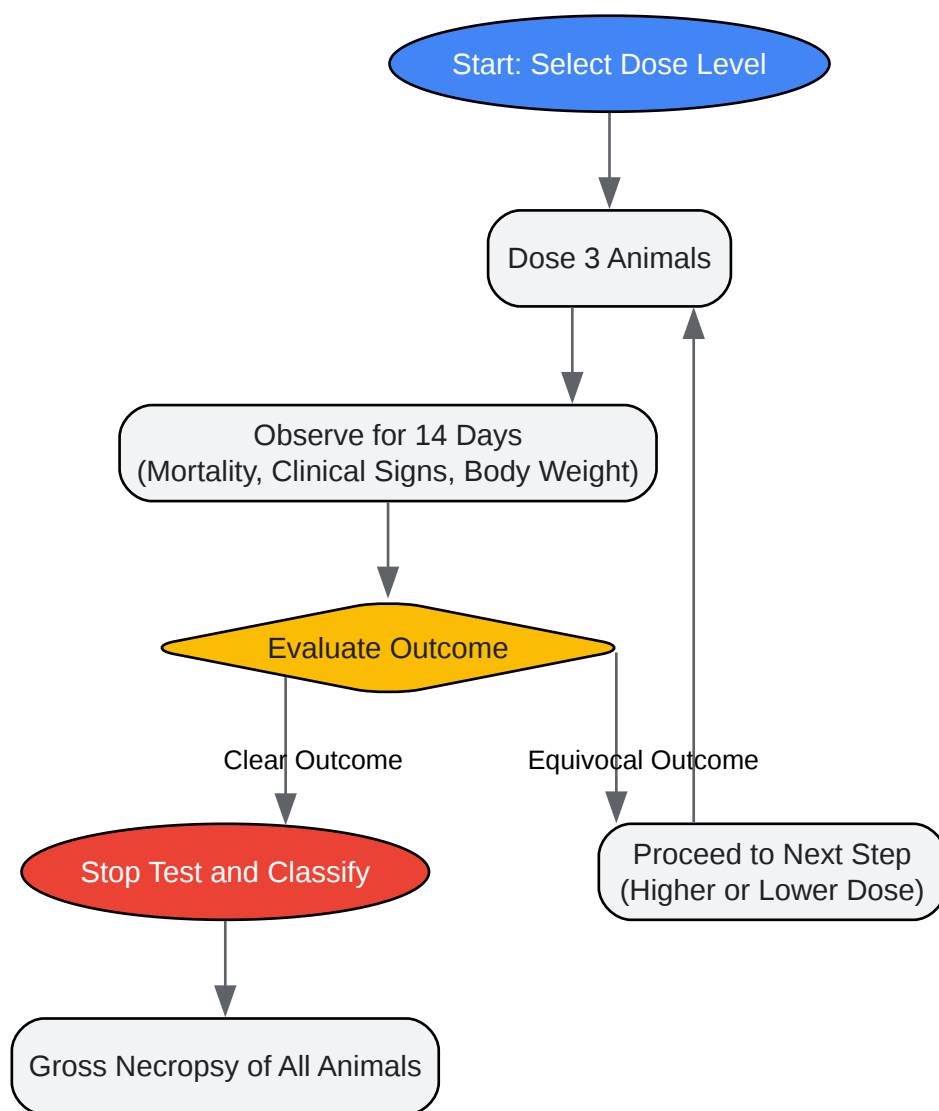 Start: Select Dose Level
Dose 3 Animals
Observe for 14 Days
(Mortality, Clinical Signs, Body Weight)
Evaluate Outcome
Clear Outcome
Equivocal Outcome
Stop Test and Classify
Proceed to Next Step
(Higher or Lower Dose)
Gross Necropsy of All Animals